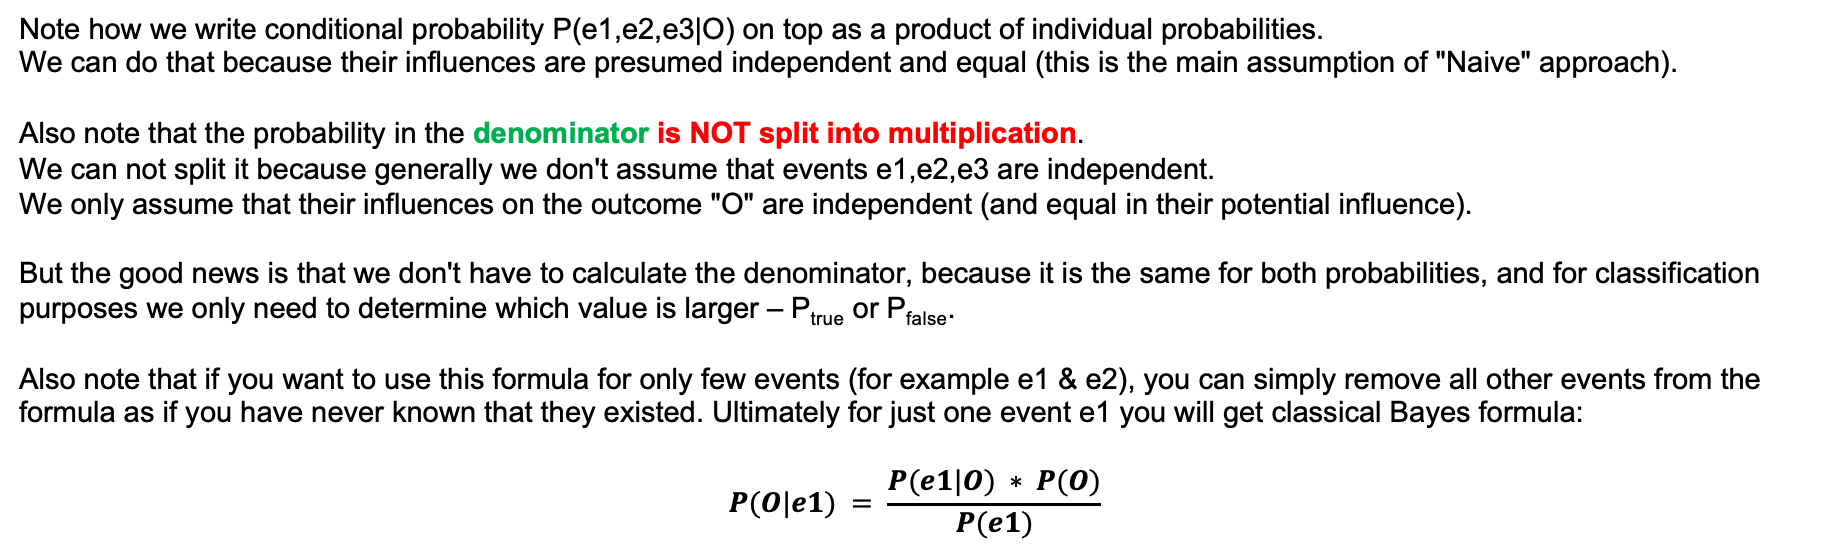 Note how we write conditional probability P(e1,e2,e3|O) on top as a product of individual probabilities.
We can do that because their influences are presumed independent and equal (this is the main assumption of "Naive" approach).
Also note that the probability in the denominator is NOT split into multiplication.
We can not split it because generally we don't assume that events e1,e2,e3 are independent.
We only assume that their influences on the outcome "O" are independent (and equal in their potential influence).
But the good news is that we don't have to calculate the denominator, because it is the same for both probabilities, and for classification
purposes we only need to determine which value is larger – Ptrue or Pfalse.
Also note that if you want to use this formula for only few events (for example e1 & e2), you can simply remove all other events from the
formula as if you have never known that they existed. Ultimately for just one event e1 you will get classical Bayes formula:
P(O|e1) = P(e1|O) * P(O)
P(e1)